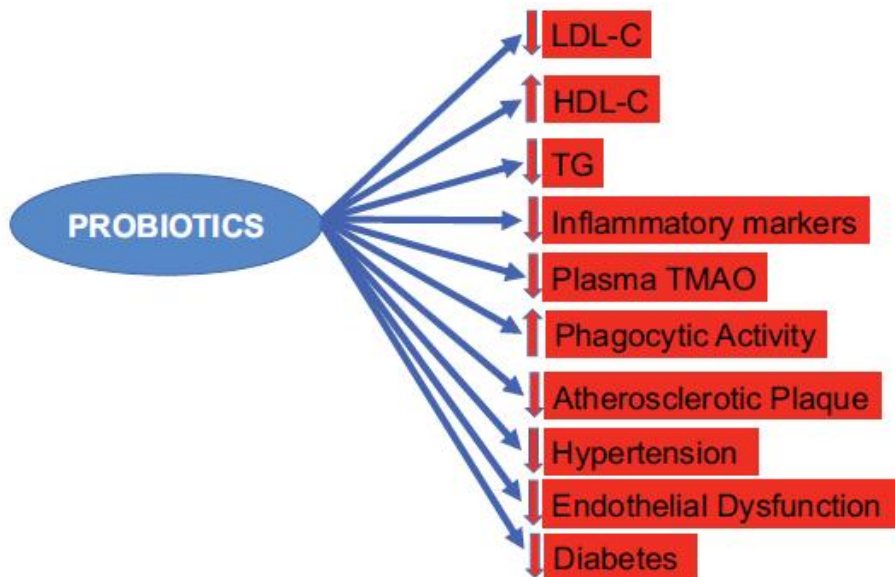 LDL-C
HDL-C
TG
PROBIOTICS
Inflammatory markers
Plasma TMAO
Phagocytic Activity
Atherosclerotic Plaque
Hypertension
Endothelial Dysfunction
Diabetes